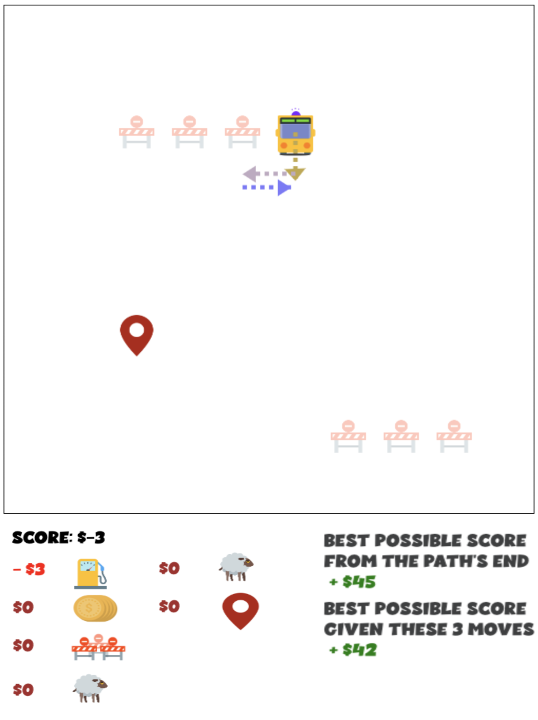 SCORE: $-3
- $3
$0
$0
$0
$0
$0
BEST POSSIBLE SCORE
FROM THE PATH'S END
+ $45
BEST POSSIBLE SCORE
GIVEN THESE 3 MOVES
+ $42